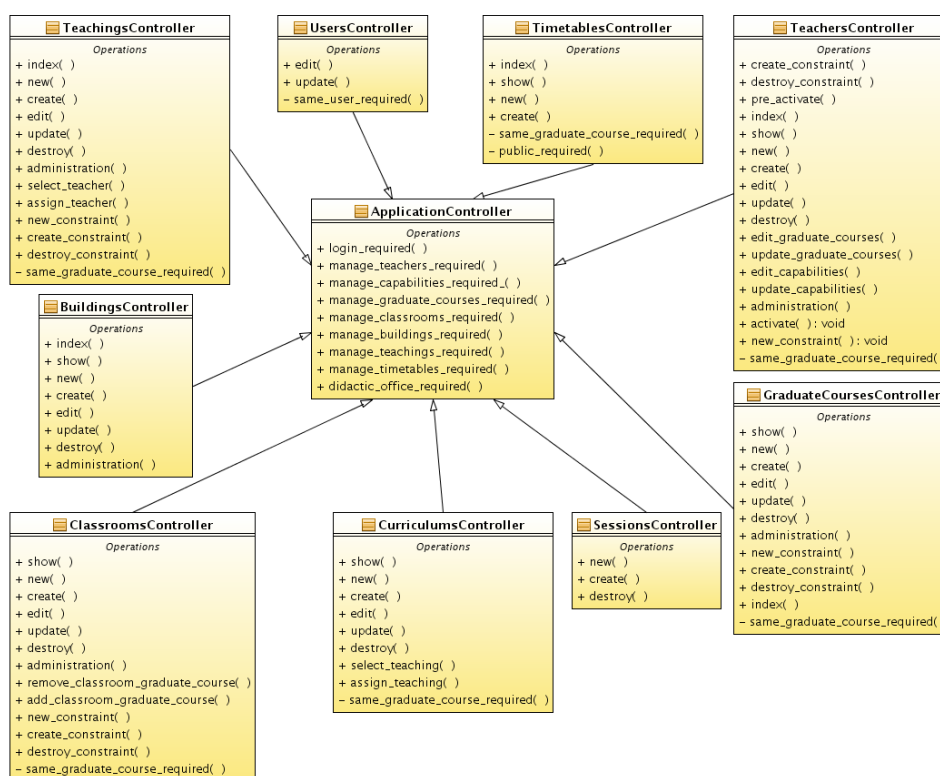 TeachingsController
Operations
+ index( )
+ new( )
+ create( )
+ edit( )
+ update( )
+ destroy( )
+ administration( )
+ select_teacher( )
+ assign_teacher( )
+ new_constraint( )
+ create_constraint( )
+ destroy_constraint( )
- same_graduate_course_required( )
UsersController
Operations
+ edit( )
+ update( )
- same_user_required( )
TimetablesController
Operations
+ index( )
+ show( )
+ new( )
+ create( )
- same_graduate_course_required( )
- public_required( )
TeachersController
Operations
+ create_constraint( )
+ destroy_constraint( )
+ pre_activate( )
+ index( )
+ show( )
+ new( )
+ create( )
+ edit( )
+ update( )
+ destroy( )
+ edit_graduate_courses( )
+ update_graduate_courses( )
+ edit_capabilities( )
+ update_capabilities( )
+ administration( )
+ activate( ) : void
+ new_constraint( ) : void
- same_graduate_course_required(
ApplicationController
Operations
+ login_required( )
+ manage_teachers_required( )
+ manage_capabilities_required_( )
+ manage_graduate_courses_required( )
+ manage_classrooms_required( )
+ manage_buildings_required( )
+ manage_teachings_required( )
+ manage_timetables_required( )
+ didactic_office_required( )
BuildingsController
Operations
+ index( )
+ show( )
+ new( )
+ create( )
+ edit( )
+ update( )
+ destroy( )
+ administration( )
GraduateCoursesController
Operations
+ show( )
+ new( )
+ create( )
+ edit( )
+ update( )
+ destroy( )
+ administration( )
+ new_constraint( )
+ create_constraint( )
+ destroy_constraint( )
+ index( )
- same_graduate_course_required(
ClassroomsController
Operations
+ show( )
+ new( )
+ create( )
+ edit( )
+ update( )
+ destroy( )
+ administration( )
+ remove_classroom_graduate_course( )
+ add_classroom_graduate_course( )
+ new_constraint( )
+ create_constraint( )
+ destroy_constraint( )
- same_graduate_course_required( )
CurriculumsController
Operations
+ show( )
+ new( )
+ create( )
+ edit( )
+ update( )
+ destroy( )
+ select_teaching( )
+ assign_teaching( )
- same_graduate_course_required( )
SessionsController
Operations
+ new( )
+ create( )
+ destroy( )